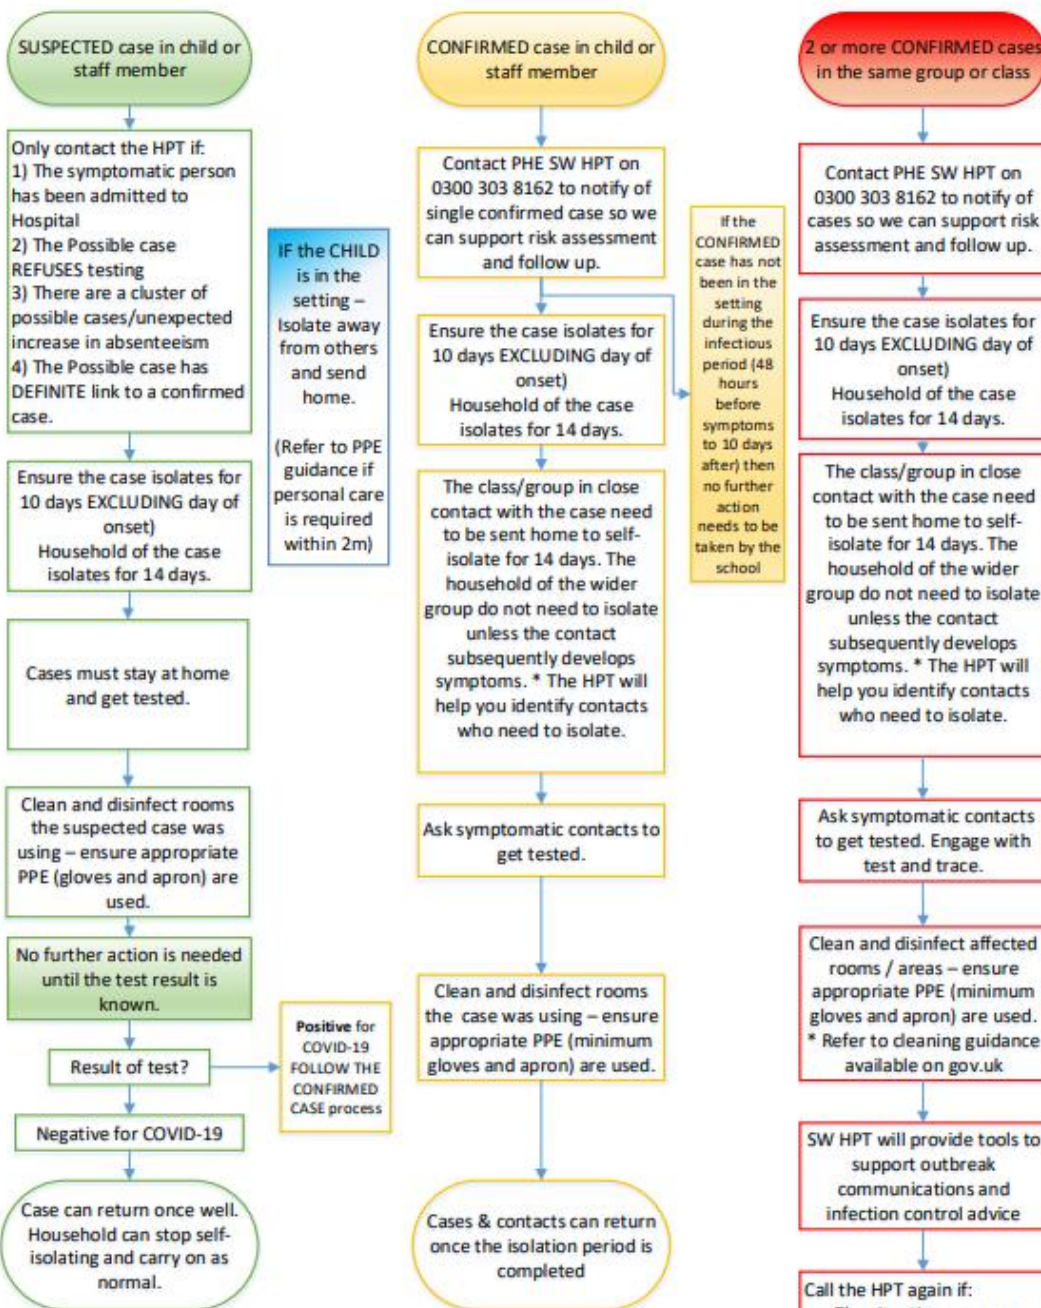 SUSPECTED case in child or
staff member
Only contact the HPT if:
1) The symptomatic person
has been admitted to
Hospital
2) The Possible case
REFUSES testing
3) There are a cluster of
possible cases/unexpected
increase in absenteeism
4) The Possible case has
DEFINITE link to a confirmed
case.
Ensure the case isolates for
10 days EXCLUDING day of
onset)
Household of the case
isolates for 14 days.
Cases must stay at home
and get tested.
Clean and disinfect rooms
the suspected case was
using – ensure appropriate
PPE (gloves and apron) are
used.
No further action is needed
until the test result is
known.
Result of test?
Negative for COVID-19
Case can return once well.
Household can stop self-
isolating and carry on as
normal.
IF the CHILD
is in the
setting –
Isolate away
from others
and send
home.
(Refer to PPE
guidance if
personal care
is required
within 2m)
Positive for
COVID-19
FOLLOW THE
CONFIRMED
CASE process
CONFIRMED case in child or
staff member
Contact PHE SW HPT on
0300 303 8162 to notify of
single confirmed case so we
can support risk assessment
and follow up.
Ensure the case isolates for
10 days EXCLUDING day of
onset)
Household of the case
isolates for 14 days.
The class/group in close
contact with the case need
to be sent home to self-
isolate for 14 days. The
household of the wider
group do not need to isolate
unless the contact
subsequently develops
symptoms. * The HPT will
help you identify contacts
who need to isolate.
Ask symptomatic contacts to
get tested.
Clean and disinfect rooms
the case was using – ensure
appropriate PPE (minimum
gloves and apron) are used.
Cases & contacts can return
once the isolation period is
completed
If the
CONFIRMED
case has not
been in the
setting
during the
infectious
period (48
hours
before
symptoms
to 10 days
after) then
no further
action
needs to be
taken by the
school
2 or more CONFIRMED cases
in the same group or class
Contact PHE SW HPT on
0300 303 8162 to notify of
cases so we can support risk
assessment and follow up.
Ensure the case isolates for
10 days EXCLUDING day of
onset)
Household of the case
isolates for 14 days.
The class/group in close
contact with the case need
to be sent home to self-
isolate for 14 days. The
household of the wider
group do not need to isolate
unless the contact
subsequently develops
symptoms. * The HPT will
help you identify contacts
who need to isolate.
Ask symptomatic contacts
to get tested. Engage with
test and trace.
Clean and disinfect affected
rooms / areas – ensure
appropriate PPE (minimum
gloves and apron) are used.
* Refer to cleaning guidance
available on gov.uk
SW HPT will provide tools to
support outbreak
communications and
infection control advice
Call the HPT again if: